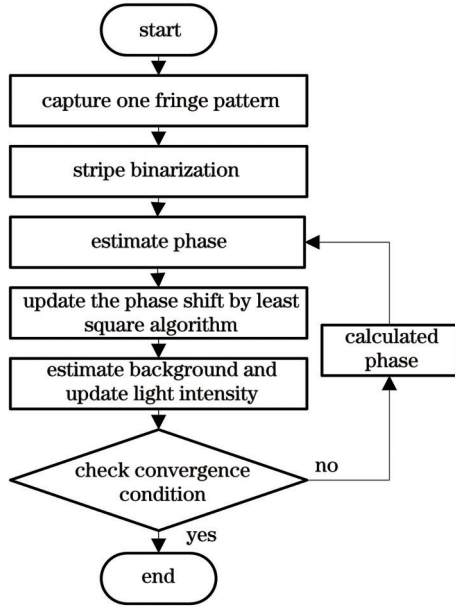 start
capture one fringe pattern
stripe binarization
estimate phase
update the phase shift by least
square algorithm
calculated
phase
estimate background and
update light intensity
check convergence
condition
no
yes
end